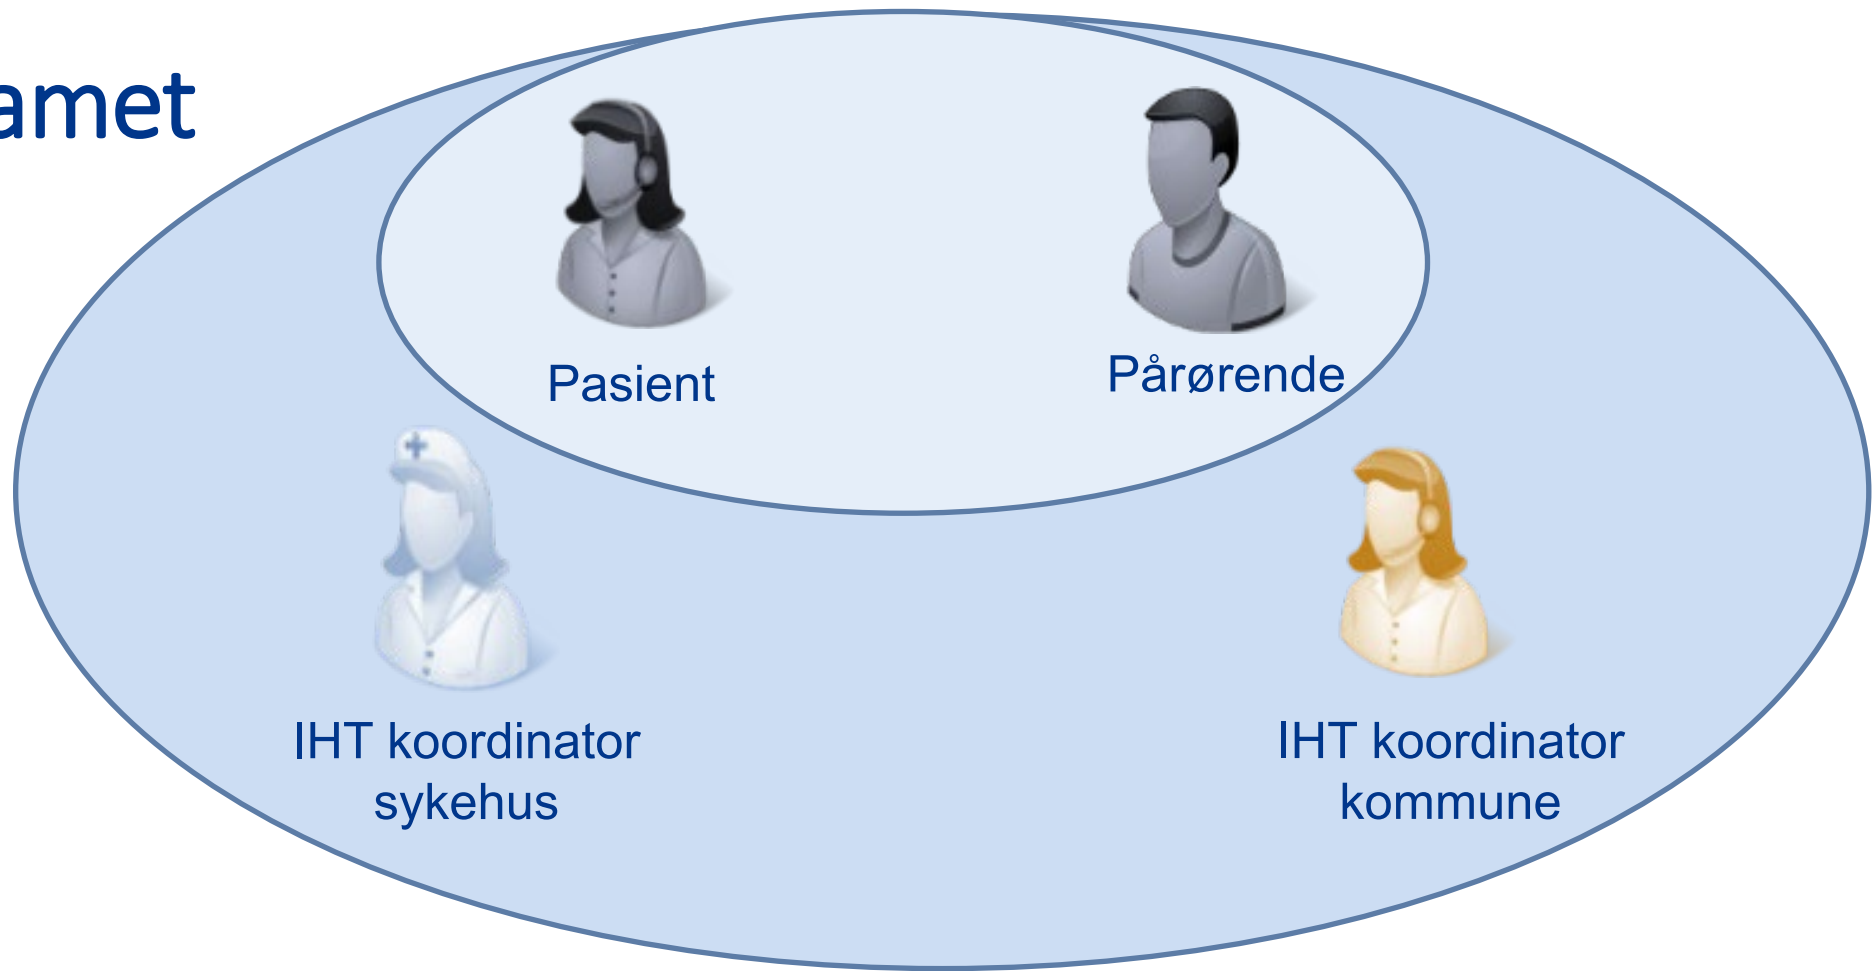 amet
Pasient
Pårørende
IHT koordinator
sykehus
IHT koordinator
kommune